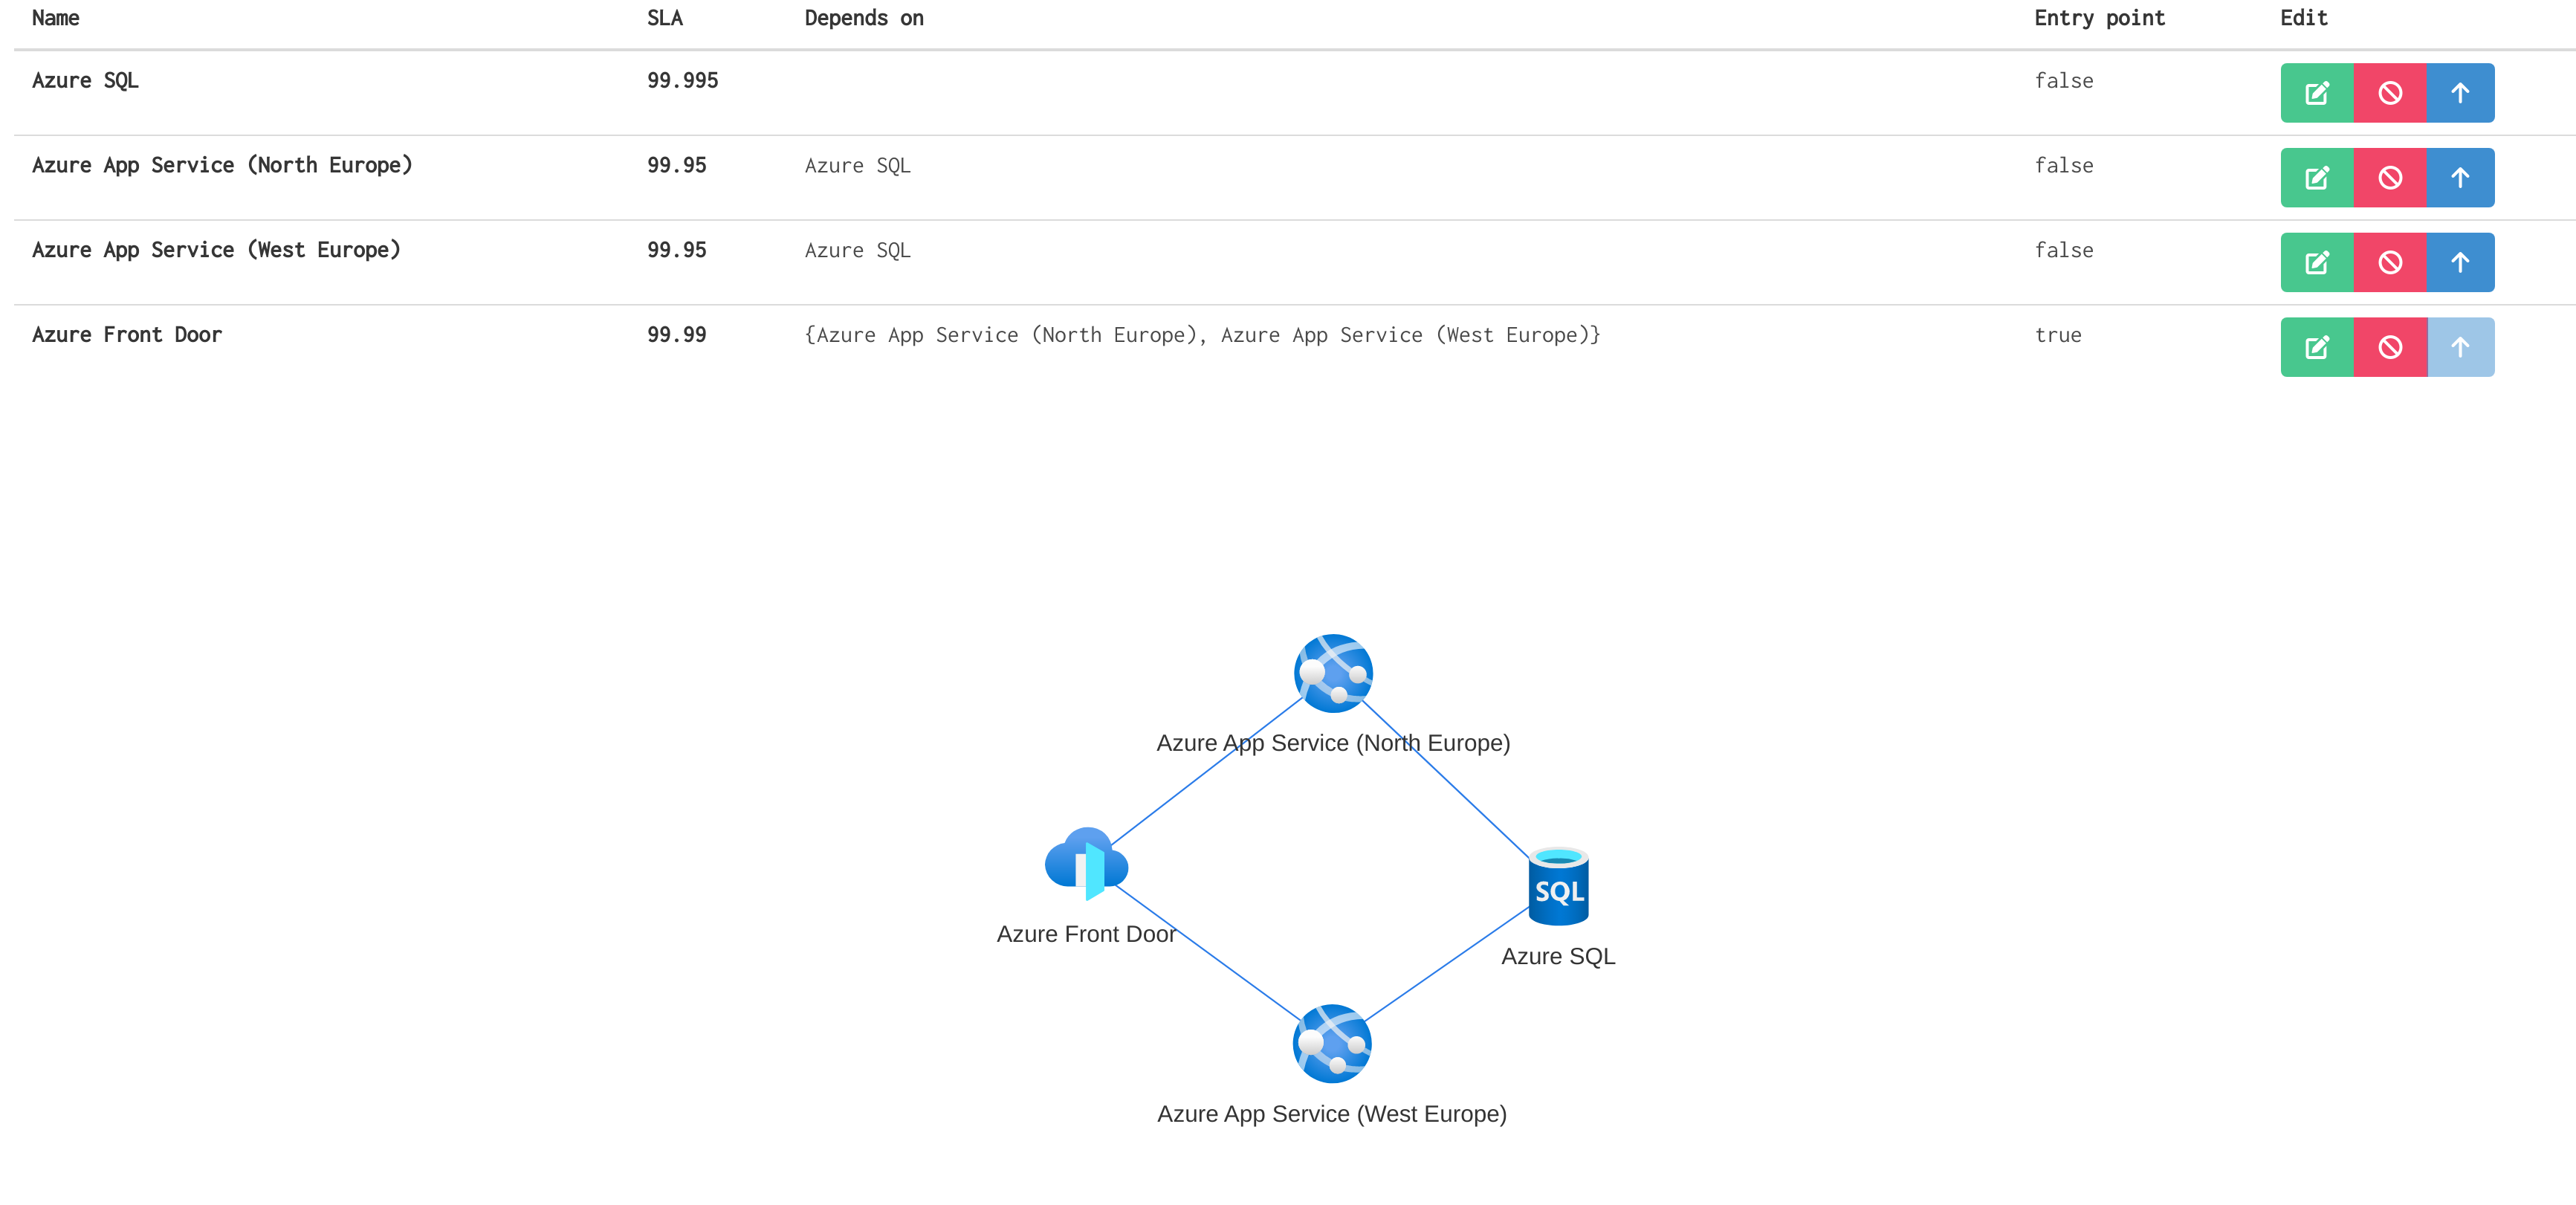 Name SLA Depends on Entry point Edit
Azure SQL 99.995 false
Azure App Service (North Europe) 99.95 Azure SQL false
Azure App Service (West Europe) 99.95 Azure SQL false
Azure Front Door 99.99 {Azure App Service (North Europe), Azure App Service (West Europe)} true
Azure App Service (North Europe)
SQL
Azure Front Door
Azure SQL
Azure App Service (West Europe)